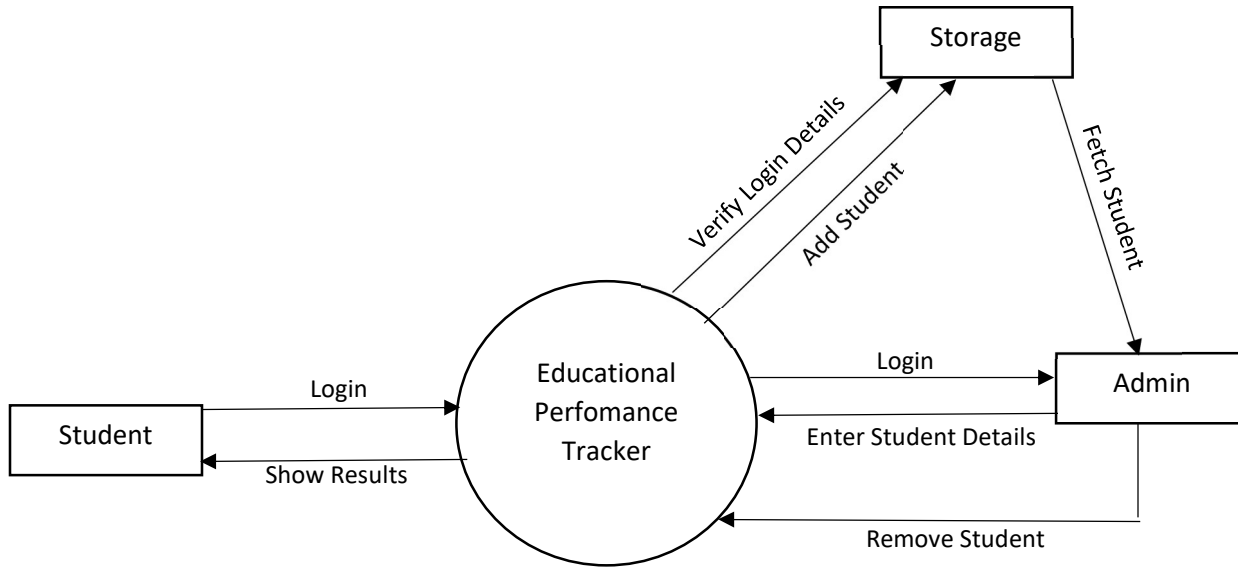 Storage
Verify Login Details
Add Student
Fetch Student
Educational
Perfomance
Tracker
Login
Admin
Enter Student Details
Login
Student
Show Results
Remove Student